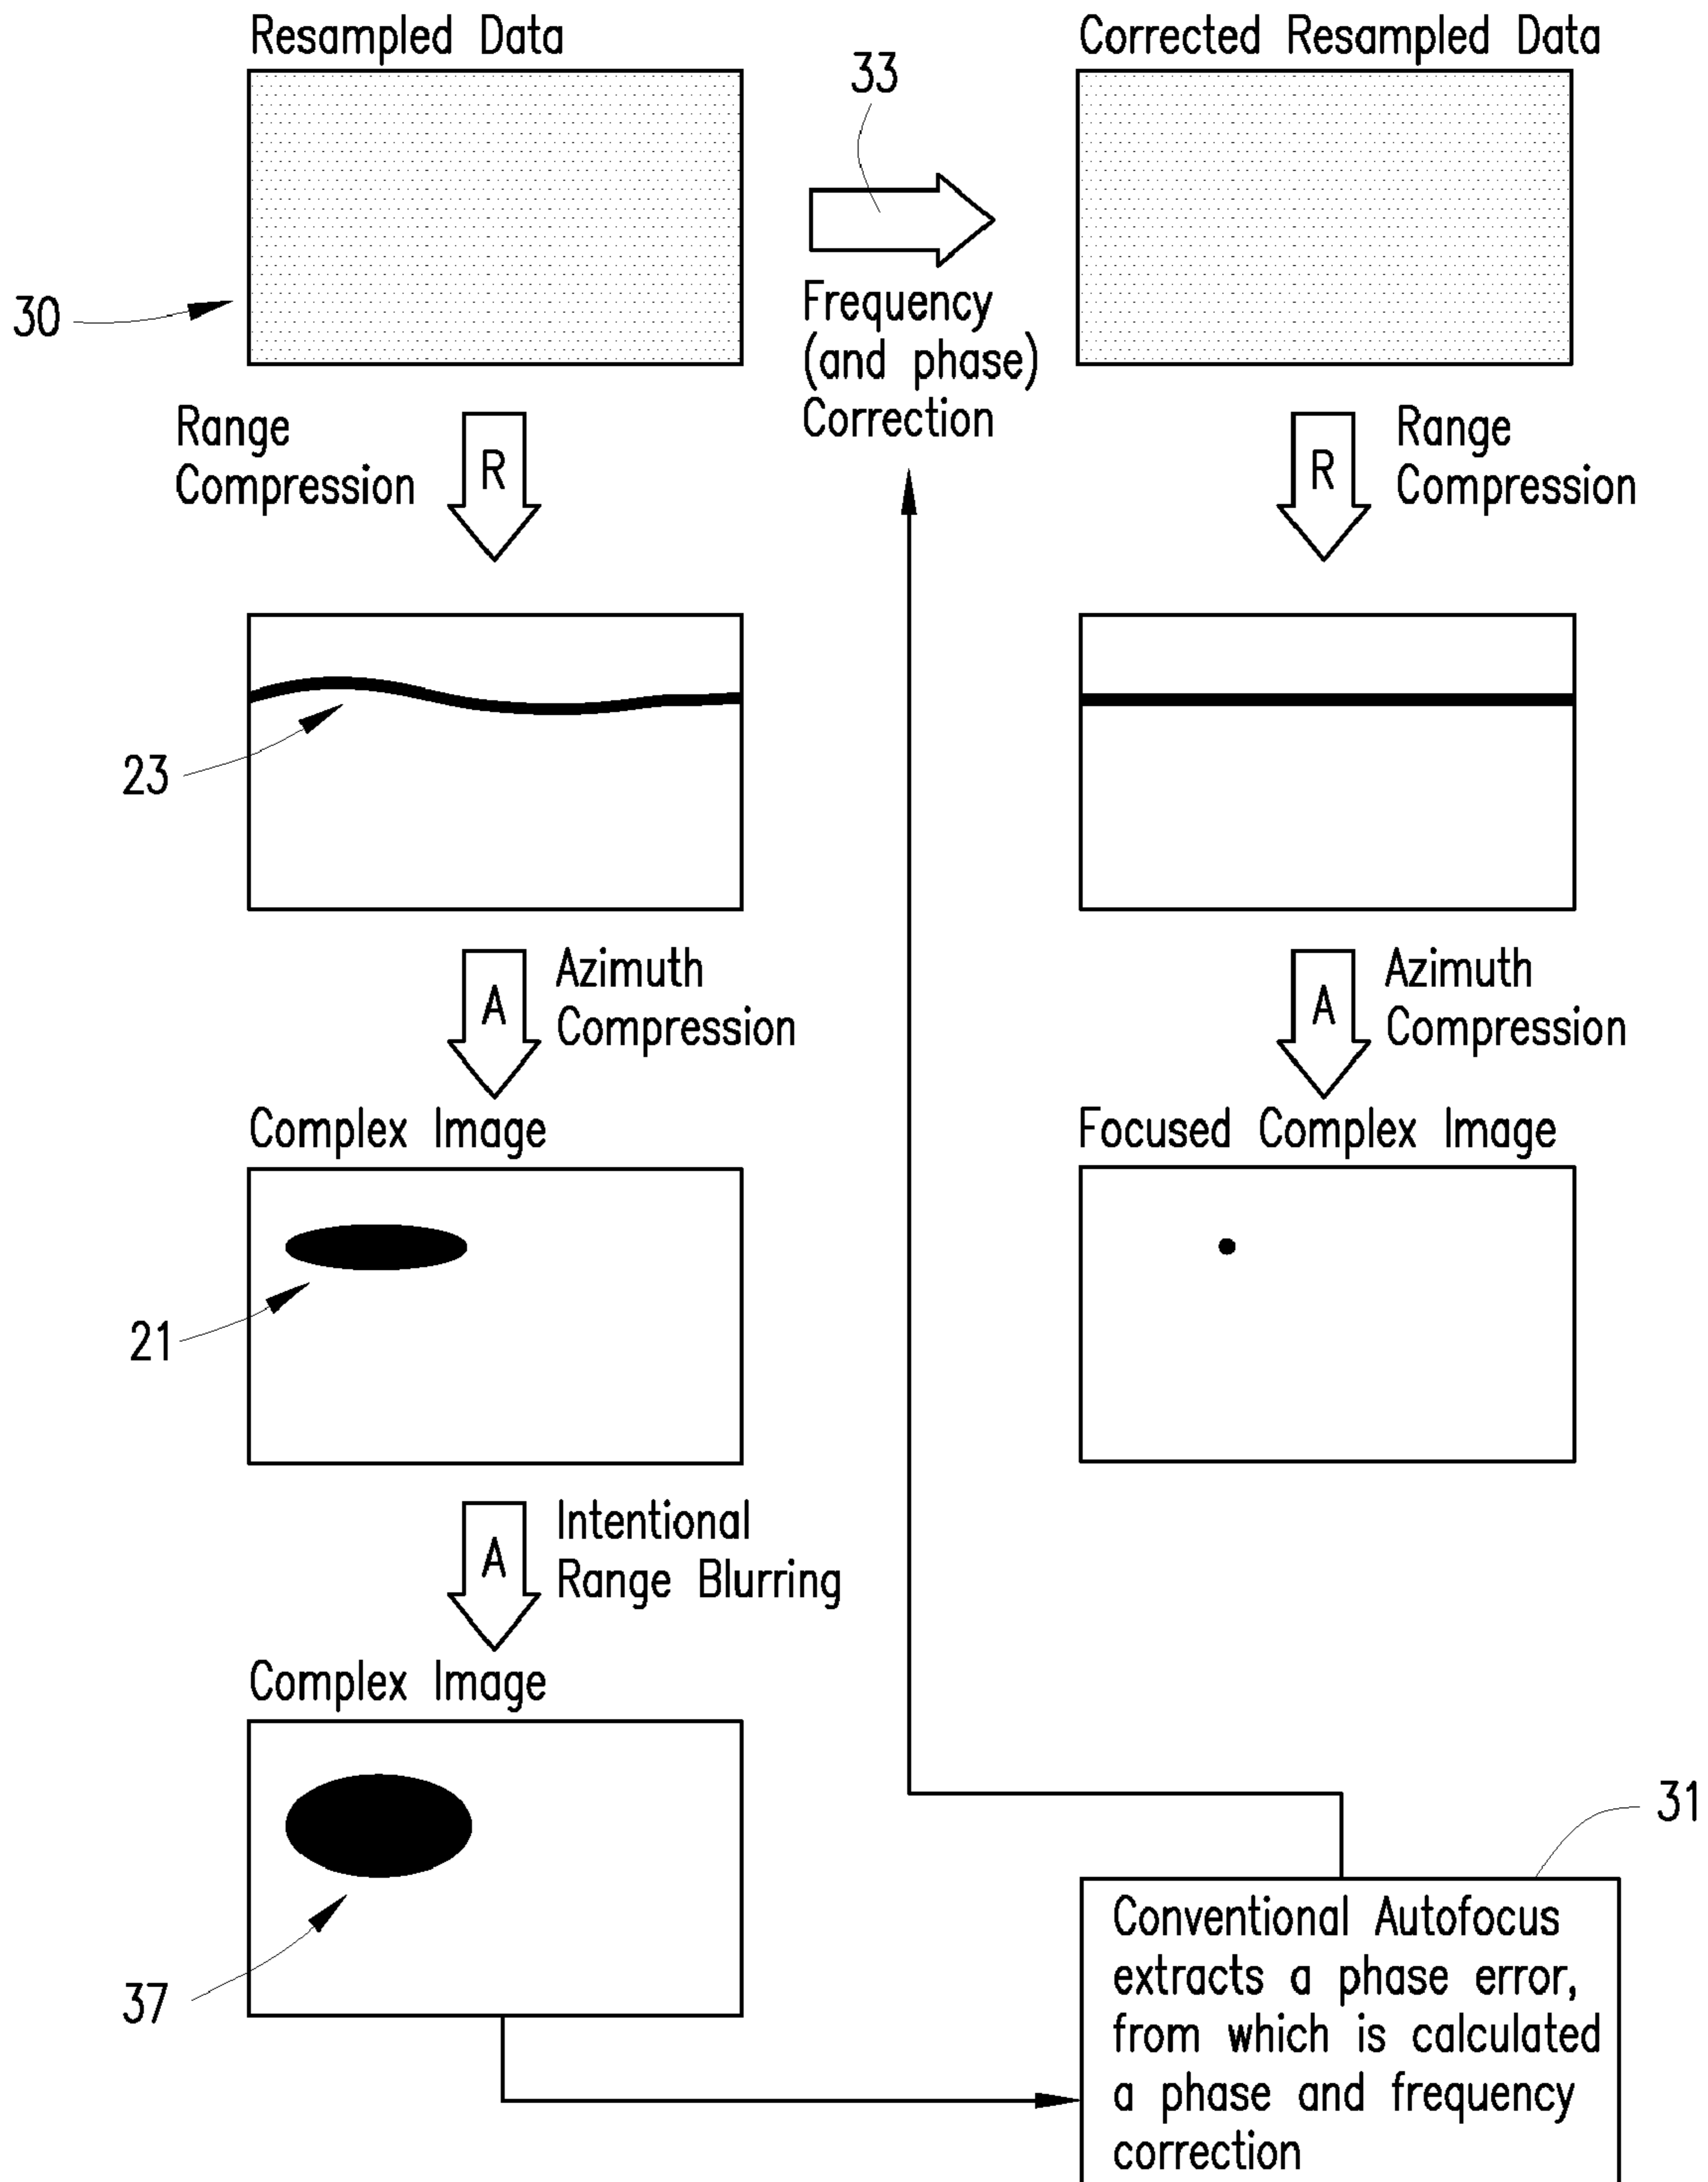 Resampled Data
Corrected Resampled Data
33
30
Frequency
(and phase)
Correction
Range
Compression
R
R
Range
Compression
23
A
Azimuth
Compression
A
Azimuth
Compression
Complex Image
Focused Complex Image
21
A
Intentional
Range Blurring
Complex Image
37
31
Conventional Autofocus
extracts a phase error,
from which is calculated
a phase and frequency
correction